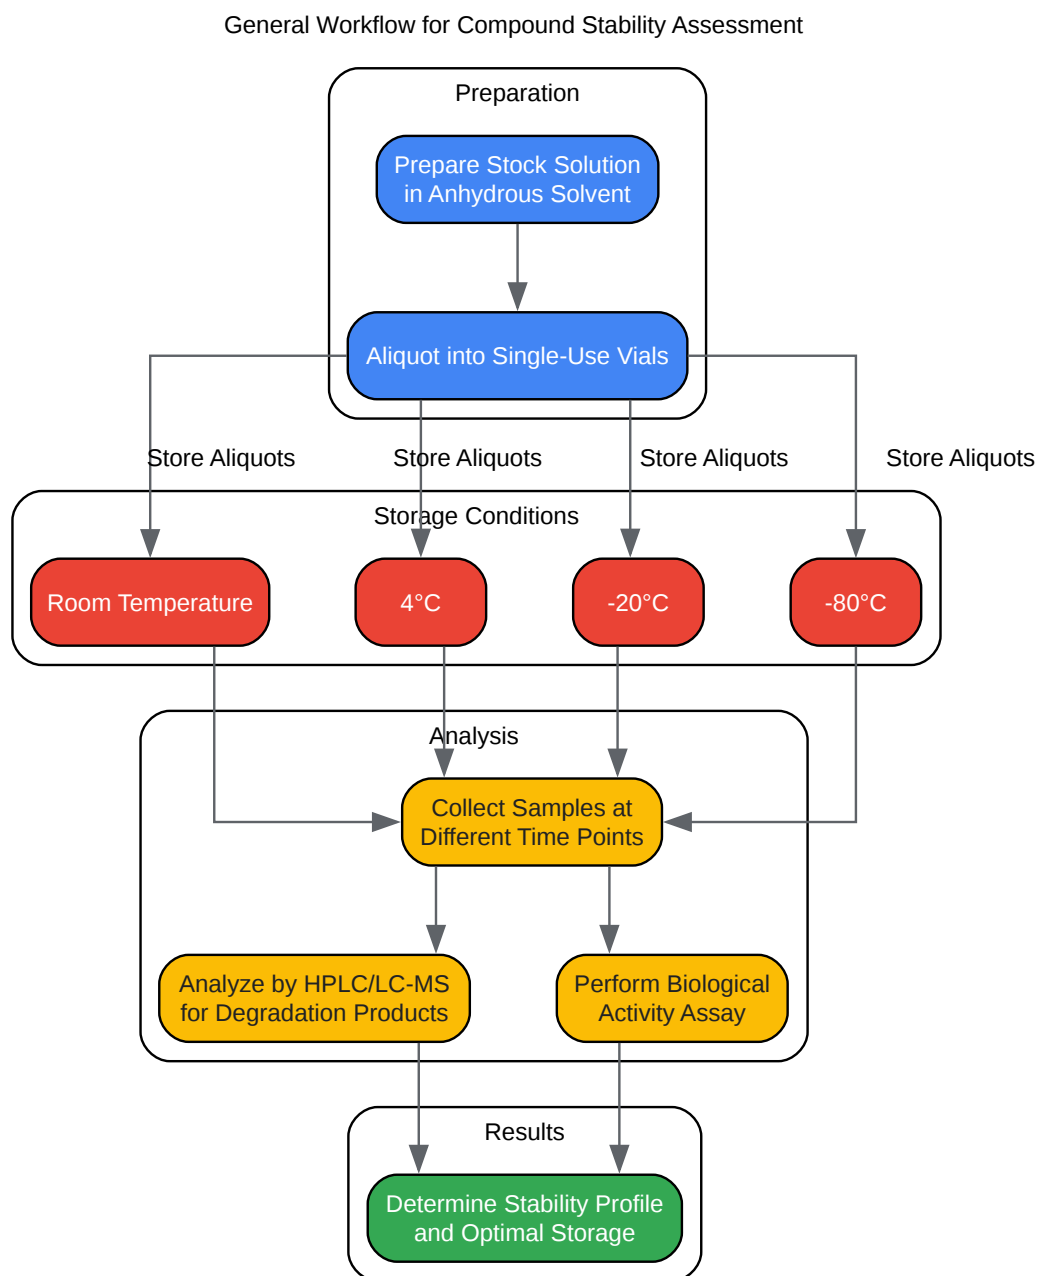 General Workflow for Compound Stability Assessment
Preparation
Prepare Stock Solution
in Anhydrous Solvent
Aliquot into Single-Use Vials
Store Aliquots
Store Aliquots
Store Aliquots
Store Aliquots
Storage Conditions
Room Temperature
4°C
-20°C
-80°C
Analysis
Collect Samples at
Different Time Points
Analyze by HPLC/LC-MS
for Degradation Products
Perform Biological
Activity Assay
Results
Determine Stability Profile
and Optimal Storage